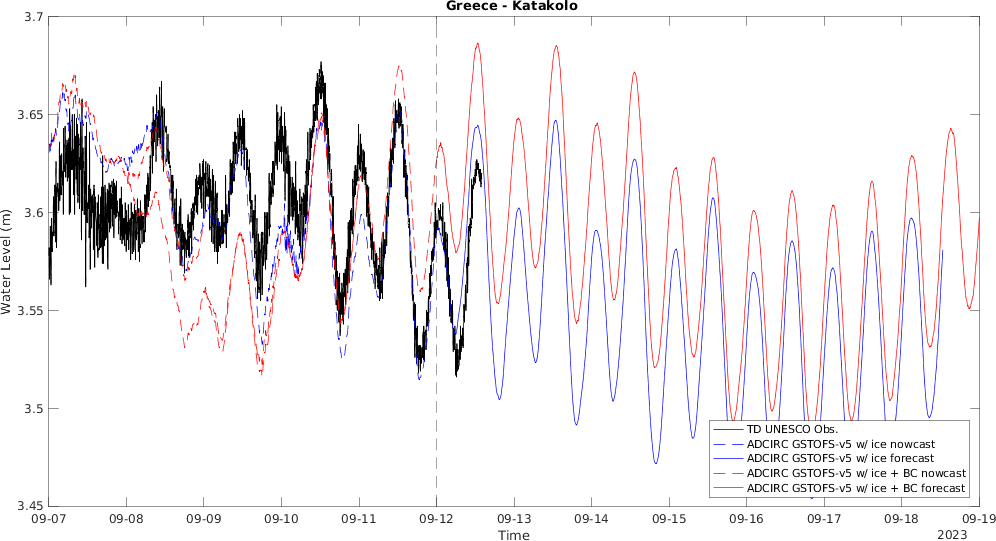 Greece - Katakolo
Water Level (m)
3.7
3.65
3.6
3.55
3.5
3.45
TD UNESCO Obs.
ADCIRC GSTOFS-v5 w/ ice nowcast
ADCIRC GSTOFS-v5 w/ ice forecast
ADCIRC GSTOFS-v5 w/ ice + BC nowcast
ADCIRC GSTOFS-v5 w/ ice + BC forecast
09-07 09-08 09-09 09-10 09-11 09-12 09-13 09-14 09-15 09-16 09-17 09-18 09-19
Time
2023